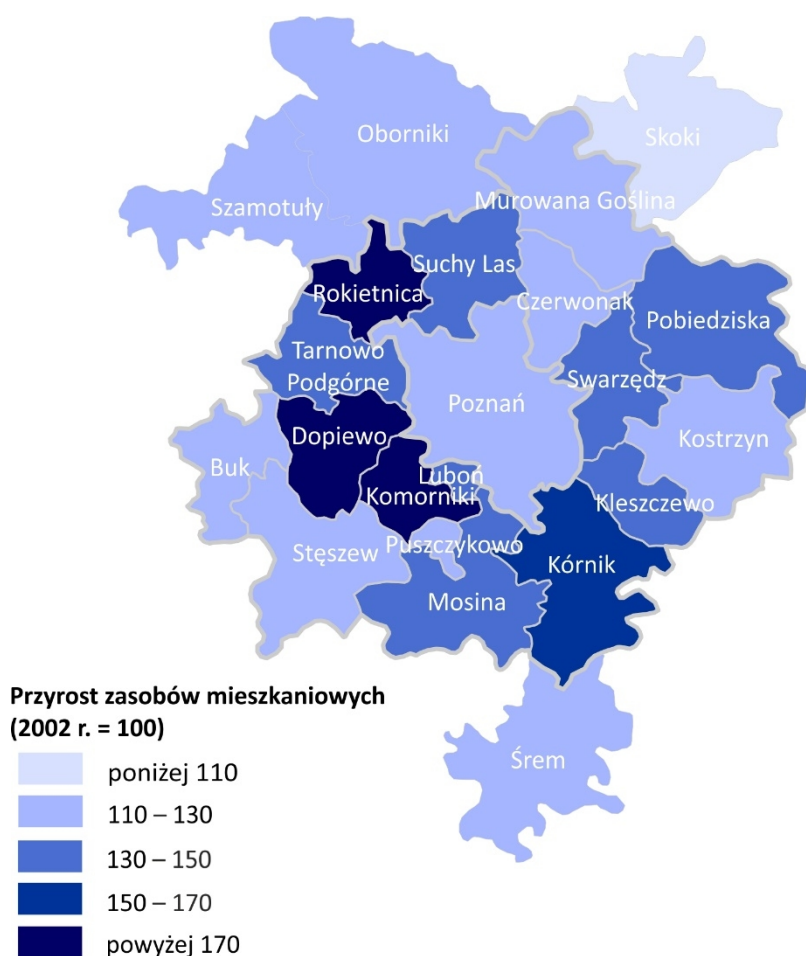 Oborniki
Skoki
Szamotuły
Murowana Goślina
Suchy Las
Rokietnica
Czerwonak
Pobiedziska
Tarnowo
Podgórne
Swarzędz
Poznań
Dopiewo
Kostrzyn
Buk
Luboń
Komorniki
Kleszczewo
Stęszew
Puszczykowo
Kórnik
Mosina
Przyrost zasobów mieszkaniowych
(2002 r. = 100)
Śrem
poniżej 110
110 – 130
130 – 150
150 – 170
powyżej 170